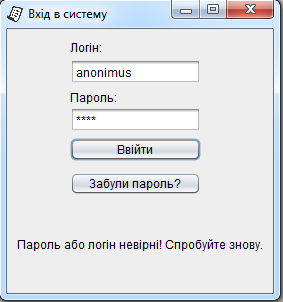 Вхід в систему
Логін:
anonimus
Пароль:
****
Ввійти
Забули пароль?
Пароль або логін невірні! Спробуйте знову.